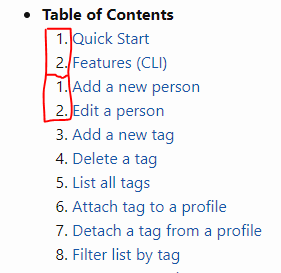 Table of Contents
1. Quick Start
2. Features (CLI)
1. Add a new person
2. Edit a person
3. Add a new tag
4. Delete a tag
5. List all tags
6. Attach tag to a profile
7. Detach a tag from a profile
8. Filter list by tag